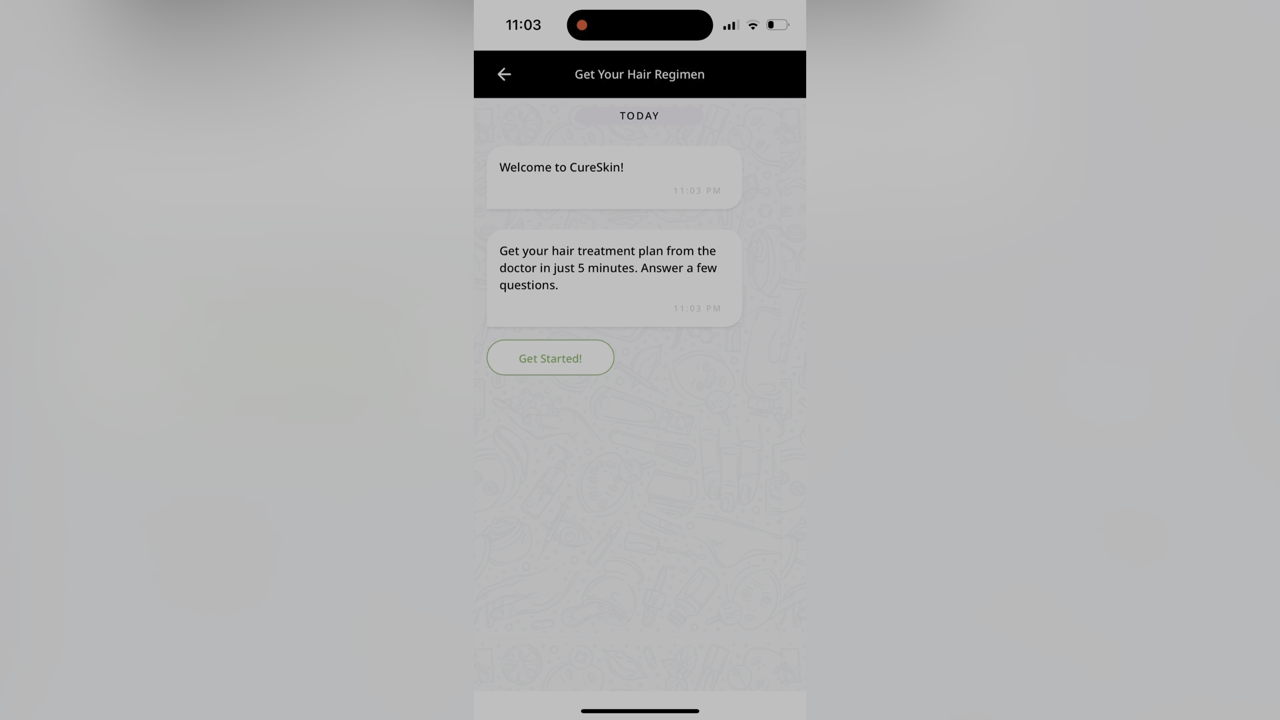 11:03
Get Your Hair Regimen
TODAY
Welcome to CureSkin!
11:03 PM
Get your hair treatment plan from the
doctor in just 5 minutes. Answer a few
questions.
11:03 PM
Get Started!